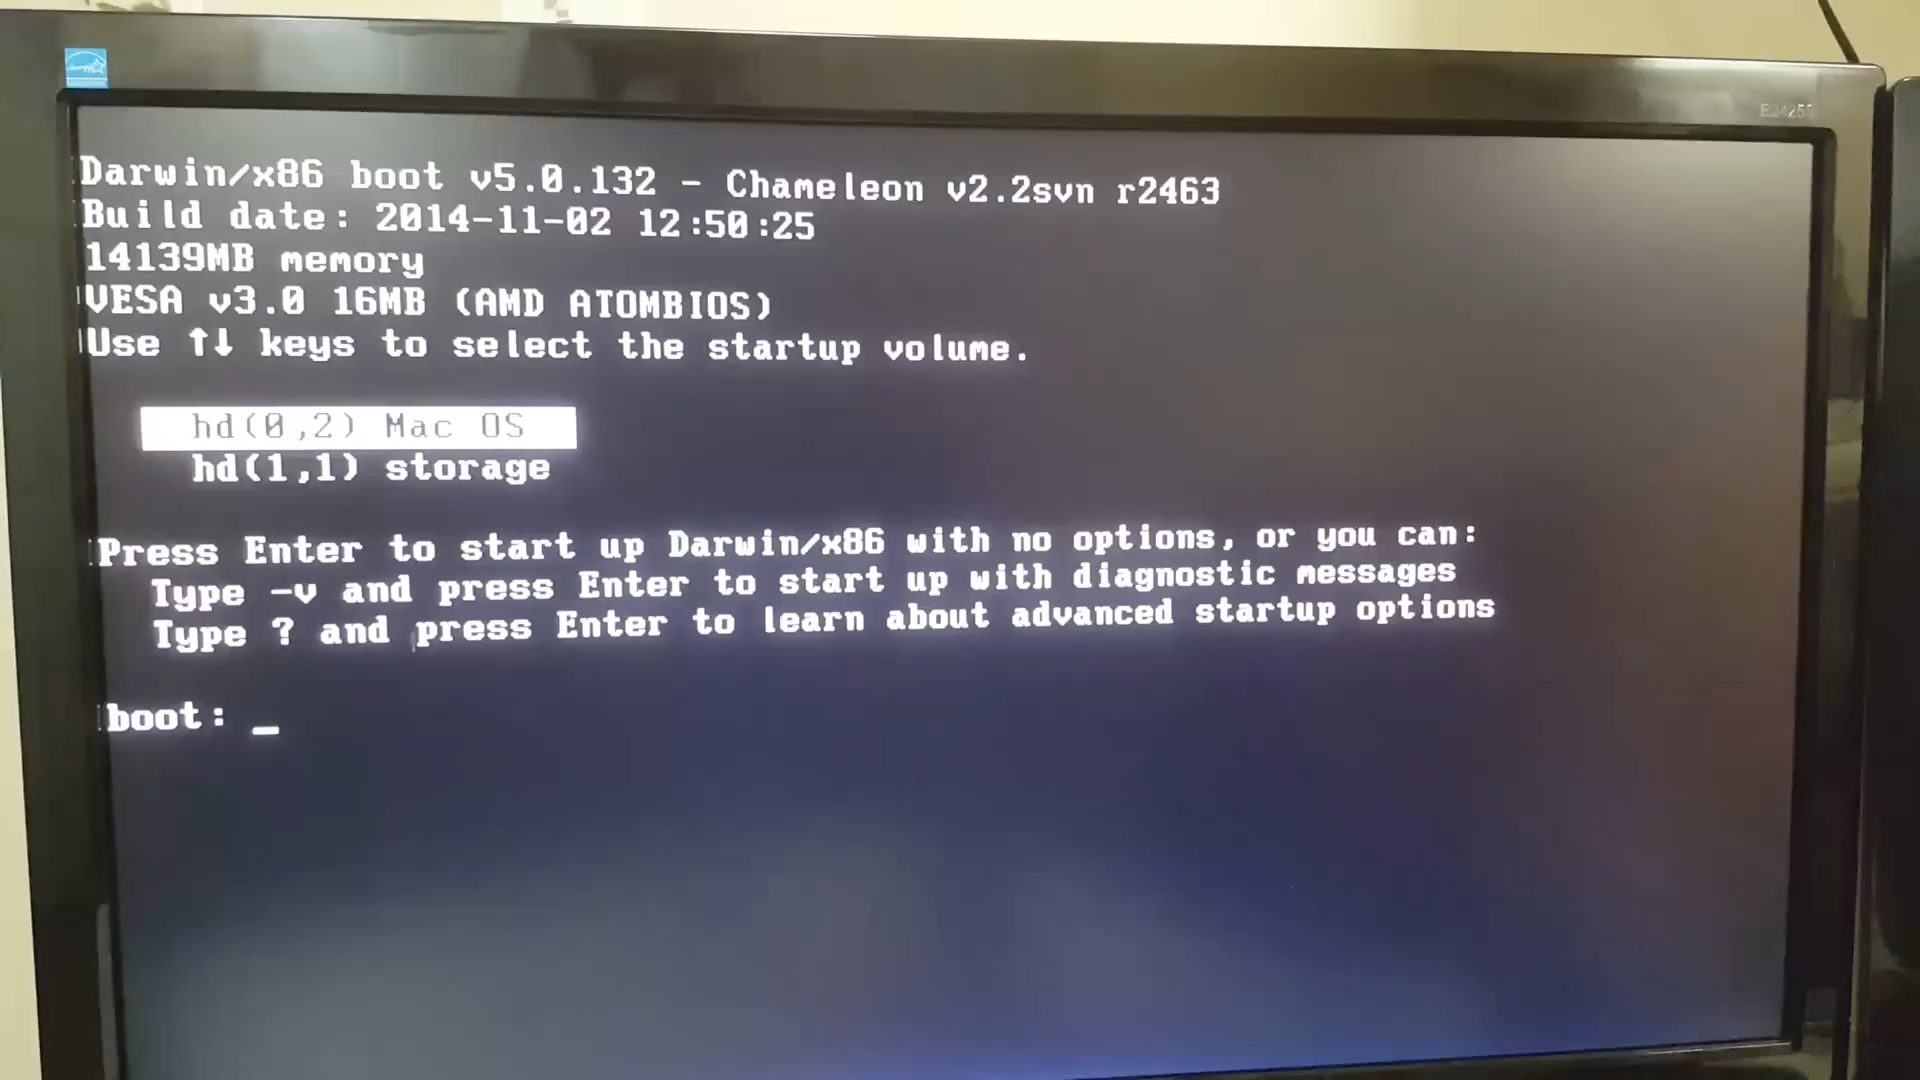 Darwin/x86 boot v5.0.132 - Chameleon v2.2svn r2463
Build date: 2014-11-02 12:50:25
14139MB memory
VESA v3.0 16MB (AMD ATOMBIOS)
Use ↑↓ keys to select the startup volume.
hd(0,2) Mac OS
hd(1,1) storage
Press Enter to start up Darwin/x86 with no options, or you can:
Type -v and press Enter to start up with diagnostic messages
Type ? and press Enter to learn about advanced startup options
boot: _